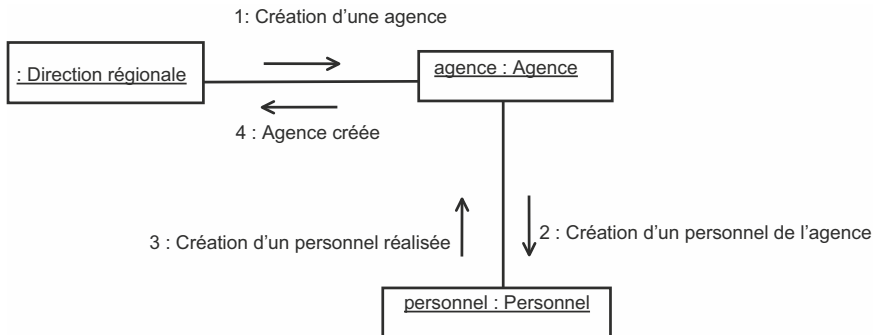 1: Création d'une agence
: Direction régionale
agence : Agence
4 : Agence créée
3 : Création d'un personnel réalisée
2 : Création d'un personnel de l'agence
personnel : Personnel